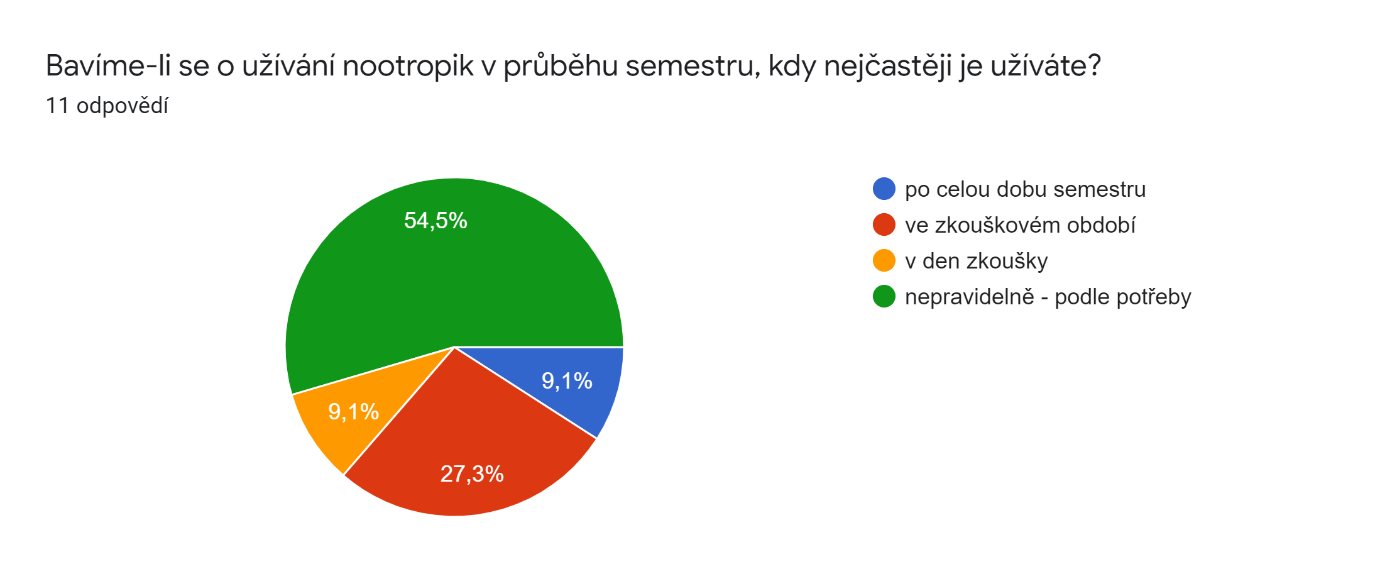 Bavíme-li se o užívání nootropik v průběhu semestru, kdy nejčastěji je užíváte?
11 odpovědí
54,5%
9,1%
9,1%
27,3%
po celou dobu semestru
ve zkouškovém období
v den zkoušky
nepravidelně - podle potřeby